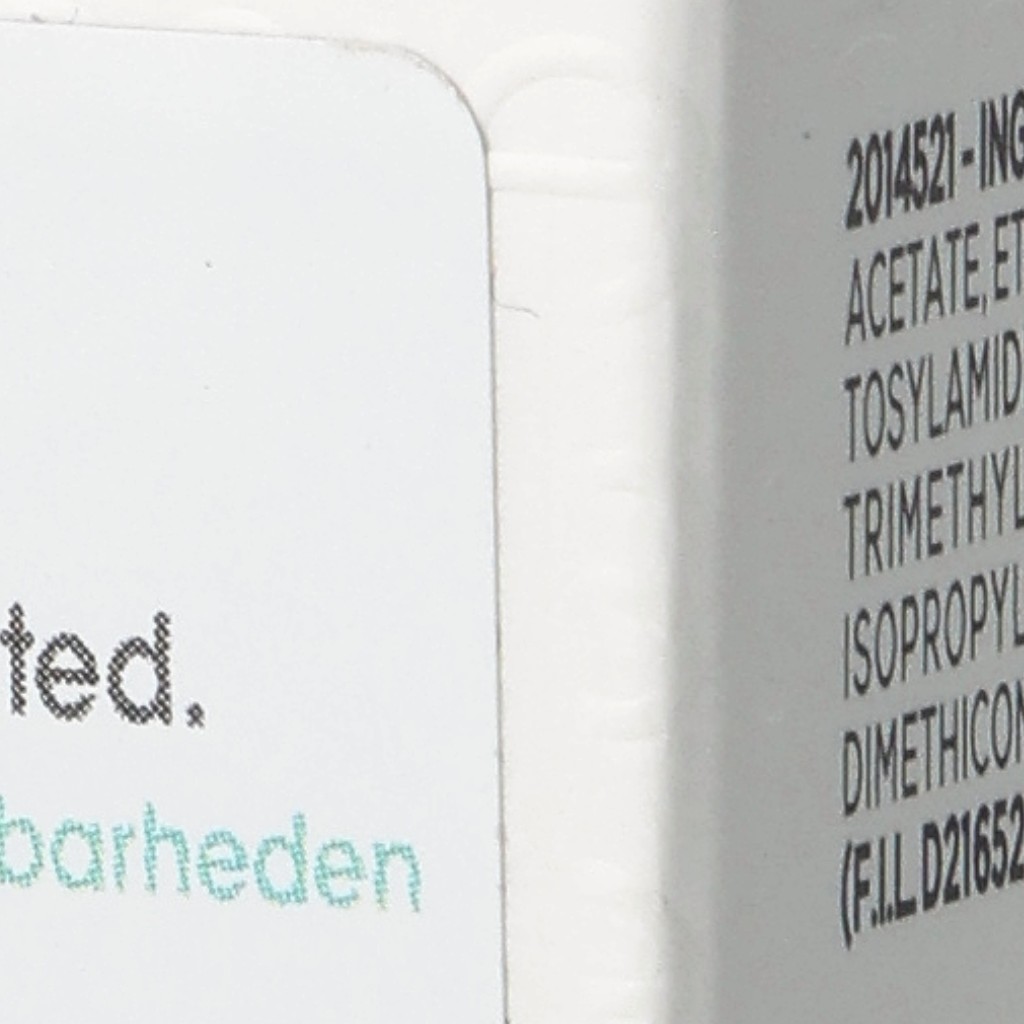 ted.
barheden
2014521 - ING
ACETATE, ET
TOSYLAMID
TRIMETHYL
ISOPROPYL
DIMETHICON
(F.I.L. D21652